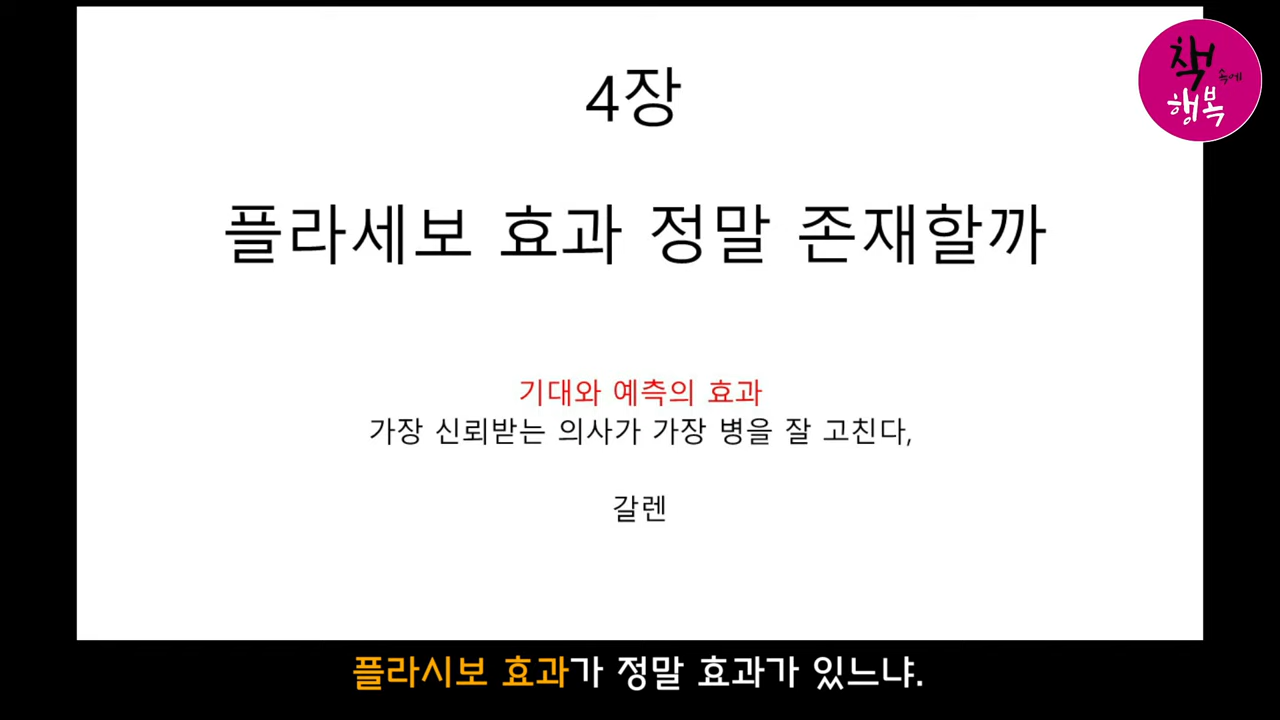 4장
책
속에
행복
플라세보 효과 정말 존재할까
기대와 예측의 효과
가장 신뢰받는 의사가 가장 병을 잘 고친다,
갈렌
플라시보 효과가 정말 효과가 있느냐.